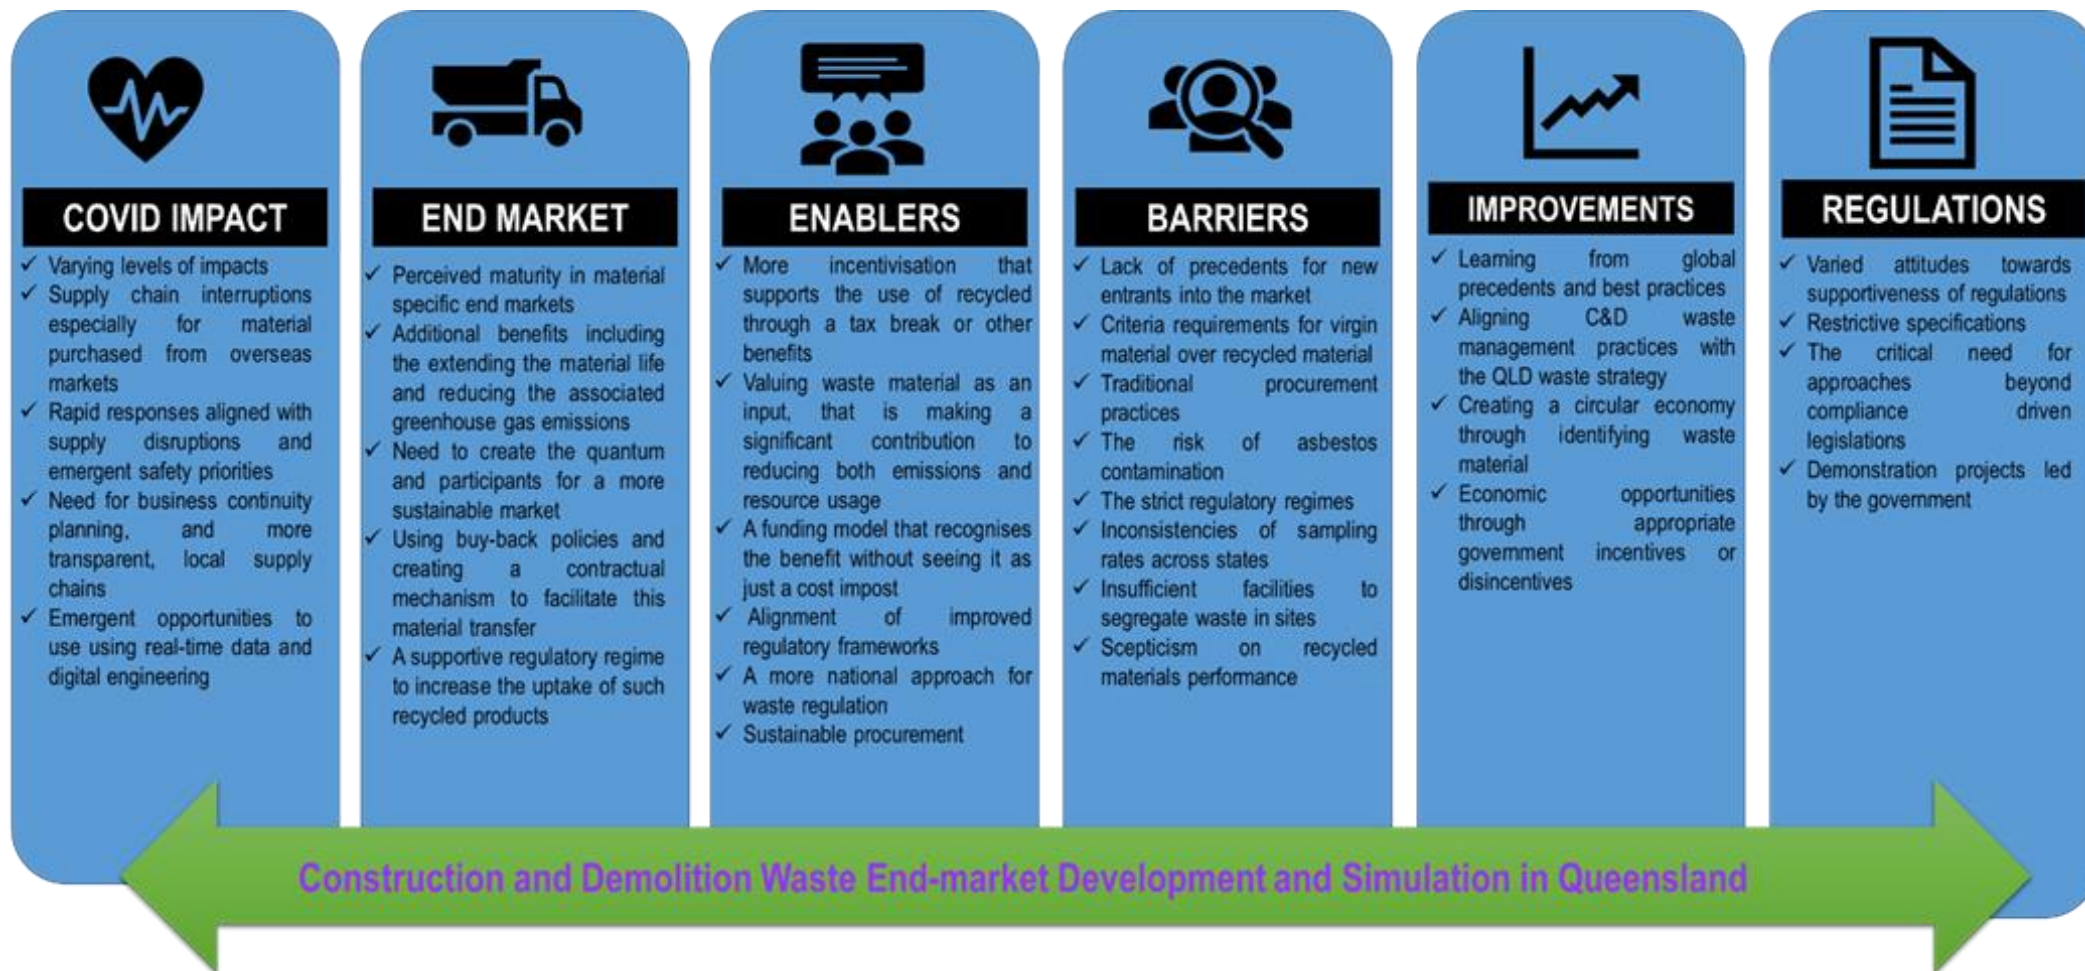 COVID IMPACT
Varying levels of impacts
Supply chain interruptions
especially for material
purchased from overseas
markets
Rapid responses aligned with
supply disruptions and
emergent safety priorities
Need for business continuity
planning, and more
transparent, local supply
chains
Emergent opportunities to
use using real-time data and
digital engineering
END MARKET
Perceived maturity in material
specific end markets
Additional benefits including
the extending the material life
and reducing the associated
greenhouse gas emissions
Need to create the quantum
and participants for a more
sustainable market
Using buy-back policies and
creating a contractual
mechanism to facilitate this
material transfer
A supportive regulatory regime
to increase the uptake of such
recycled products
ENABLERS
More incentivisation that
supports the use of recycled
through a tax break or other
benefits
Valuing waste material as an
input, that is making a
significant contribution to
reducing both emissions and
resource usage
A funding model that recognises
the benefit without seeing it as
just a cost impost
Alignment of improved
regulatory frameworks
A more national approach for
waste regulation
Sustainable procurement
BARRIERS
Lack of precedents for new
entrants into the market
Criteria requirements for virgin
material over recycled material
Traditional procurement
practices
The risk of asbestos
contamination
The strict regulatory regimes
Inconsistencies of sampling
rates across states
Insufficient facilities to
segregate waste in sites
Scepticism on recycled
materials performance
IMPROVEMENTS
Learning from global
precedents and best practices
Aligning C&D waste
management practices with
the QLD waste strategy
Creating a circular economy
through identifying waste
material
Economic opportunities
through appropriate
government incentives or
disincentives
REGULATIONS
Varied attitudes towards
supportiveness of regulations
Restrictive specifications
The critical need for
approaches beyond
compliance driven
legislations
Demonstration projects led
by the government
Construction and Demolition Waste End-market Development and Simulation in Queensland